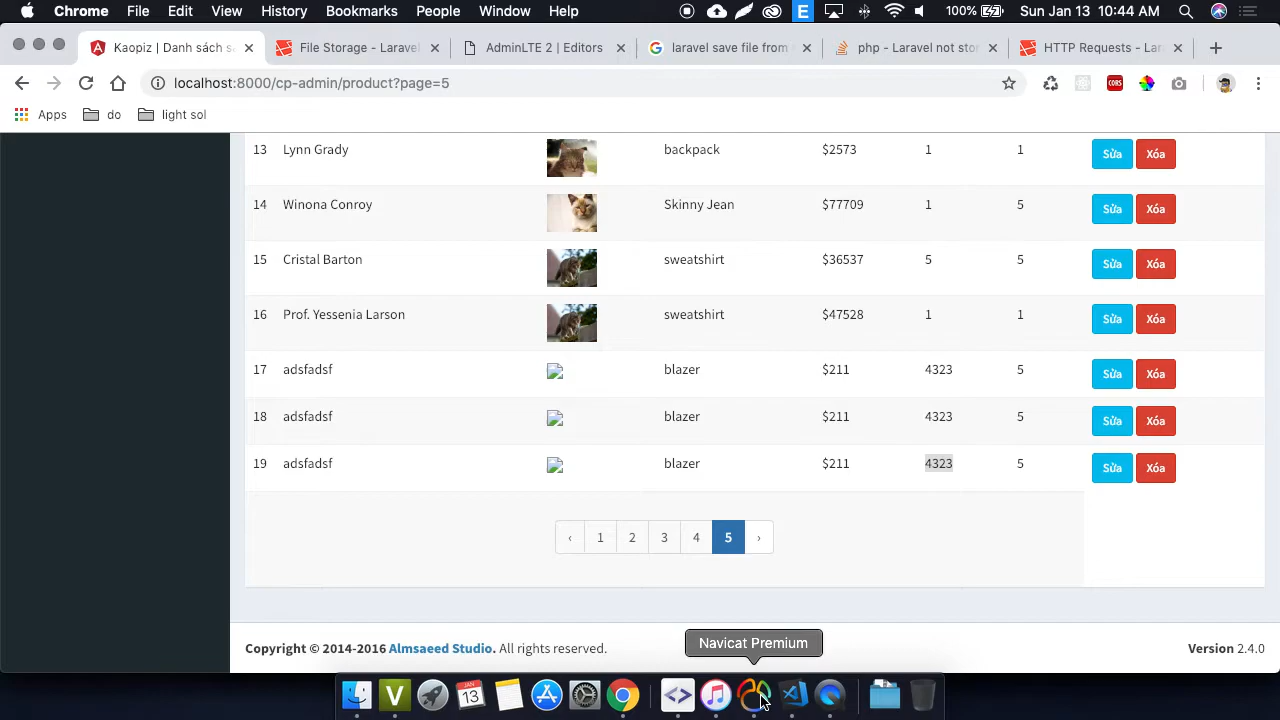 Chrome File Edit View History Bookmarks People Window Help 100% Sun Jan 13 10:44 AM
Kaopiz | Danh sách s
File Storage - Laravel
AdminLTE 2 | Editors
laravel save file from
php - Laravel not stor
HTTP Requests - Lar
localhost:8000/cp-admin/product?page=5
CORS
Apps do light sol
13 Lynn Grady backpack $2573 1 1 Sửa Xóa
14 Winona Conroy Skinny Jean $77709 1 5 Sửa Xóa
15 Cristal Barton sweatshirt $36537 5 5 Sửa Xóa
16 Prof. Yessenia Larson sweatshirt $47528 1 1 Sửa Xóa
17 adsfadsf blazer $211 4323 5 Sửa Xóa
18 adsfadsf blazer $211 4323 5 Sửa Xóa
19 adsfadsf blazer $211 4323 5 Sửa Xóa
‹ 1 2 3 4 5 ›
Navicat Premium
Copyright © 2014-2016 Almsaeed Studio. All rights reserved. Version 2.4.0
JAN
13